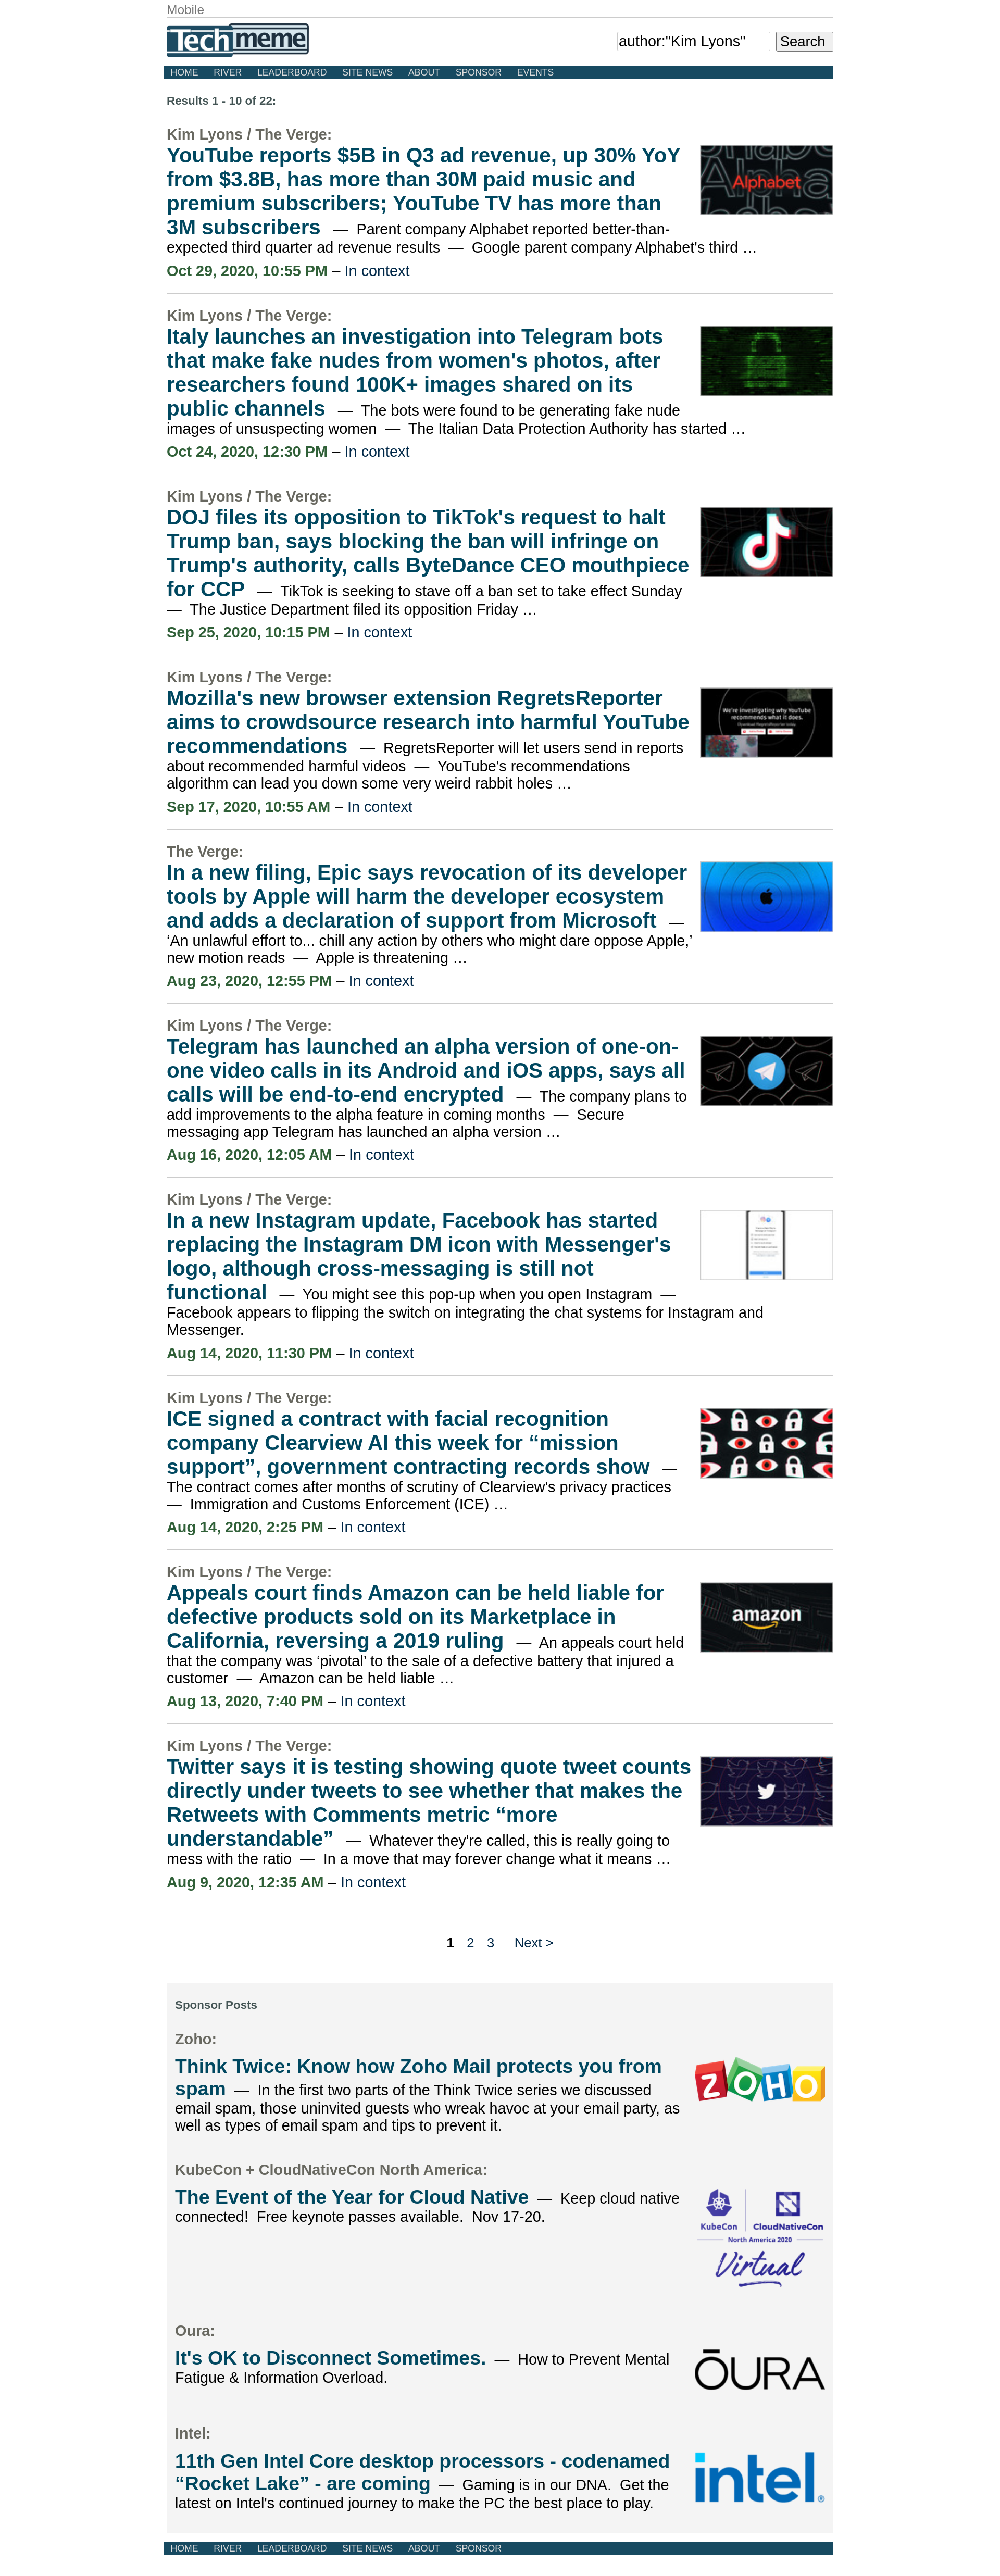 Mobile
Techmeme
author:"Kim Lyons" Search
HOME RIVER LEADERBOARD SITE NEWS ABOUT SPONSOR EVENTS
Results 1 - 10 of 22:
Kim Lyons / The Verge:
YouTube reports $5B in Q3 ad revenue, up 30% YoY
from $3.8B, has more than 30M paid music and
premium subscribers; YouTube TV has more than
3M subscribers — Parent company Alphabet reported better-than-
expected third quarter ad revenue results — Google parent company Alphabet's third …
Alphabet
Oct 29, 2020, 10:55 PM – In context
Kim Lyons / The Verge:
Italy launches an investigation into Telegram bots
that make fake nudes from women's photos, after
researchers found 100K+ images shared on its
public channels — The bots were found to be generating fake nude
images of unsuspecting women — The Italian Data Protection Authority has started …
Oct 24, 2020, 12:30 PM – In context
Kim Lyons / The Verge:
DOJ files its opposition to TikTok's request to halt
Trump ban, says blocking the ban will infringe on
Trump's authority, calls ByteDance CEO mouthpiece
for CCP — TikTok is seeking to stave off a ban set to take effect Sunday
— The Justice Department filed its opposition Friday …
Sep 25, 2020, 10:15 PM – In context
Kim Lyons / The Verge:
Mozilla's new browser extension RegretsReporter
aims to crowdsource research into harmful YouTube
recommendations — RegretsReporter will let users send in reports
about recommended harmful videos — YouTube's recommendations
algorithm can lead you down some very weird rabbit holes …
We're investigating why YouTube
recommends what it does.
Sep 17, 2020, 10:55 AM – In context
The Verge:
In a new filing, Epic says revocation of its developer
tools by Apple will harm the developer ecosystem
and adds a declaration of support from Microsoft —
‘An unlawful effort to... chill any action by others who might dare oppose Apple,’
new motion reads — Apple is threatening …
Aug 23, 2020, 12:55 PM – In context
Kim Lyons / The Verge:
Telegram has launched an alpha version of one-on-
one video calls in its Android and iOS apps, says all
calls will be end-to-end encrypted — The company plans to
add improvements to the alpha feature in coming months — Secure
messaging app Telegram has launched an alpha version …
Aug 16, 2020, 12:05 AM – In context
Kim Lyons / The Verge:
In a new Instagram update, Facebook has started
replacing the Instagram DM icon with Messenger's
logo, although cross-messaging is still not
functional — You might see this pop-up when you open Instagram —
Facebook appears to flipping the switch on integrating the chat systems for Instagram and
Messenger.
Aug 14, 2020, 11:30 PM – In context
Kim Lyons / The Verge:
ICE signed a contract with facial recognition
company Clearview AI this week for “mission
support”, government contracting records show —
The contract comes after months of scrutiny of Clearview's privacy practices
— Immigration and Customs Enforcement (ICE) …
Aug 14, 2020, 2:25 PM – In context
Kim Lyons / The Verge:
Appeals court finds Amazon can be held liable for
defective products sold on its Marketplace in
California, reversing a 2019 ruling — An appeals court held
that the company was ‘pivotal’ to the sale of a defective battery that injured a
customer — Amazon can be held liable …
amazon
Aug 13, 2020, 7:40 PM – In context
Kim Lyons / The Verge:
Twitter says it is testing showing quote tweet counts
directly under tweets to see whether that makes the
Retweets with Comments metric “more
understandable” — Whatever they're called, this is really going to
mess with the ratio — In a move that may forever change what it means …
Aug 9, 2020, 12:35 AM – In context
1 2 3 Next >
Sponsor Posts
Zoho:
Think Twice: Know how Zoho Mail protects you from
spam — In the first two parts of the Think Twice series we discussed
email spam, those uninvited guests who wreak havoc at your email party, as
well as types of email spam and tips to prevent it.
ZOHO
KubeCon + CloudNativeCon North America:
The Event of the Year for Cloud Native — Keep cloud native
connected! Free keynote passes available. Nov 17-20.
KubeCon CloudNativeCon
North America 2020
Virtual
Oura:
It's OK to Disconnect Sometimes. — How to Prevent Mental
Fatigue & Information Overload.
ŌURA
Intel:
11th Gen Intel Core desktop processors - codenamed
“Rocket Lake” - are coming — Gaming is in our DNA. Get the
latest on Intel's continued journey to make the PC the best place to play.
intel®
HOME RIVER LEADERBOARD SITE NEWS ABOUT SPONSOR